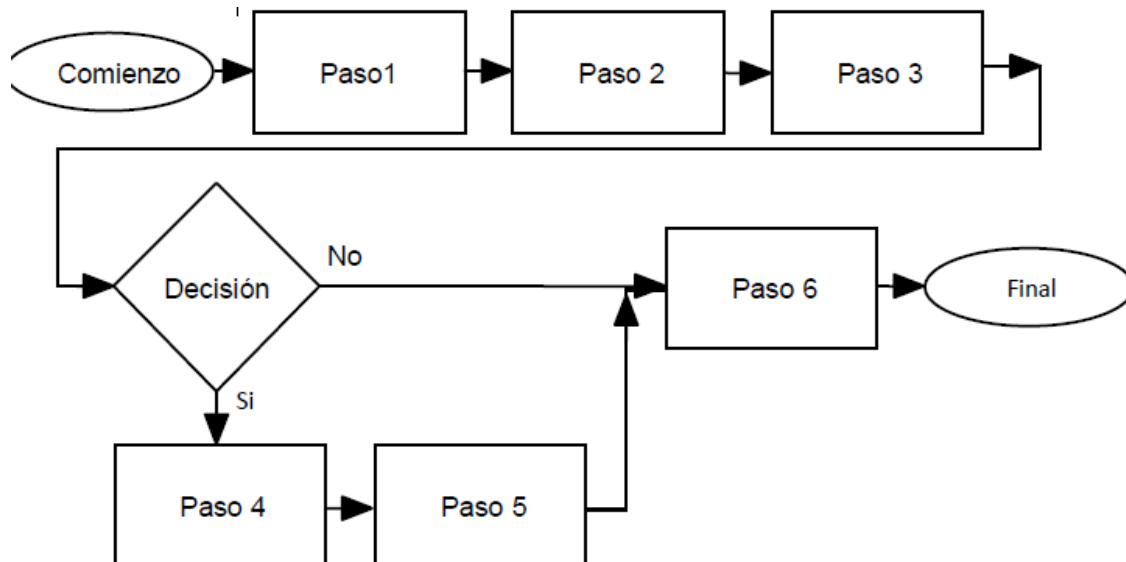 Comienzo
Paso1
Paso 2
Paso 3
Decisión
No
Si
Paso 6
Final
Paso 4
Paso 5